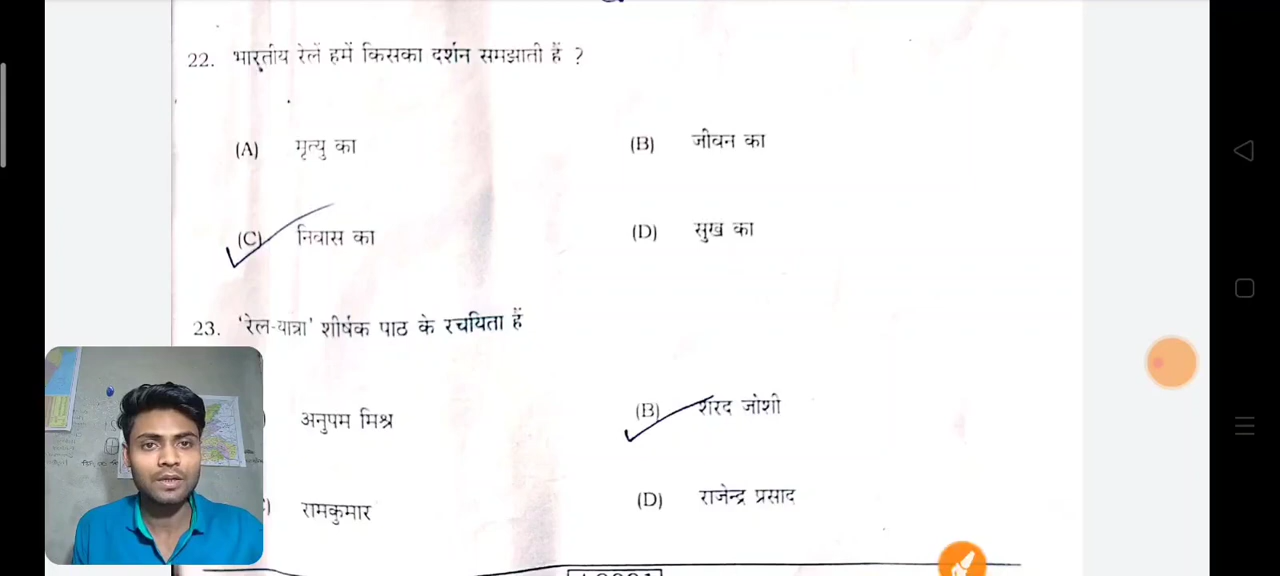 22. भारतीय रेलें हमें किसका दर्शन समझाती हैं ?
(A) मृत्यु का (B) जीवन का
(C) निवास का (D) सुख का
23. 'रेल-यात्रा' शीर्षक पाठ के रचयिता हैं
अनुपम मिश्र (B) शरद जोशी
रामकुमार (D) राजेन्द्र प्रसाद